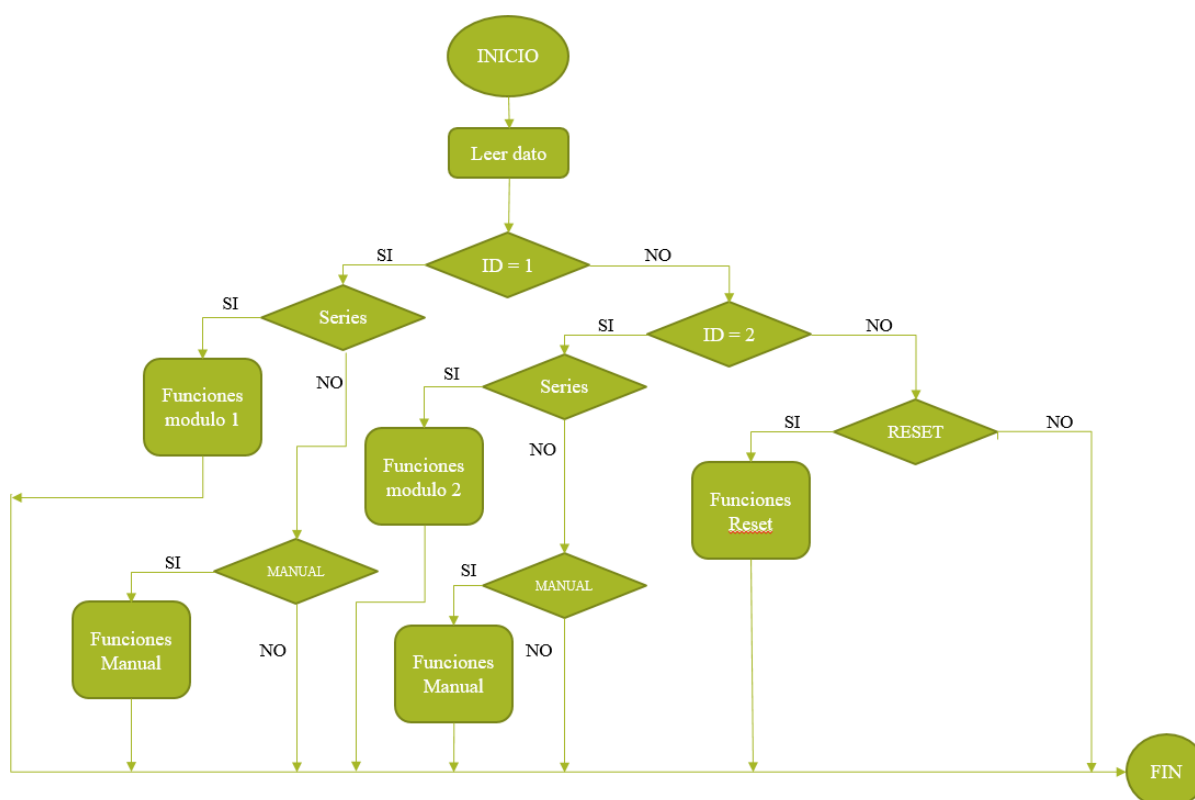 INICIO
Leer dato
SI
ID = 1
NO
SI
Series
SI
ID = 2
NO
Funciones
modulo 1
NO
SI
Series
SI
RESET
NO
Funciones
modulo 2
NO
Funciones
Reset
SI
MANUAL
SI
MANUAL
Funciones
Manual
NO
Funciones
Manual
NO
FIN